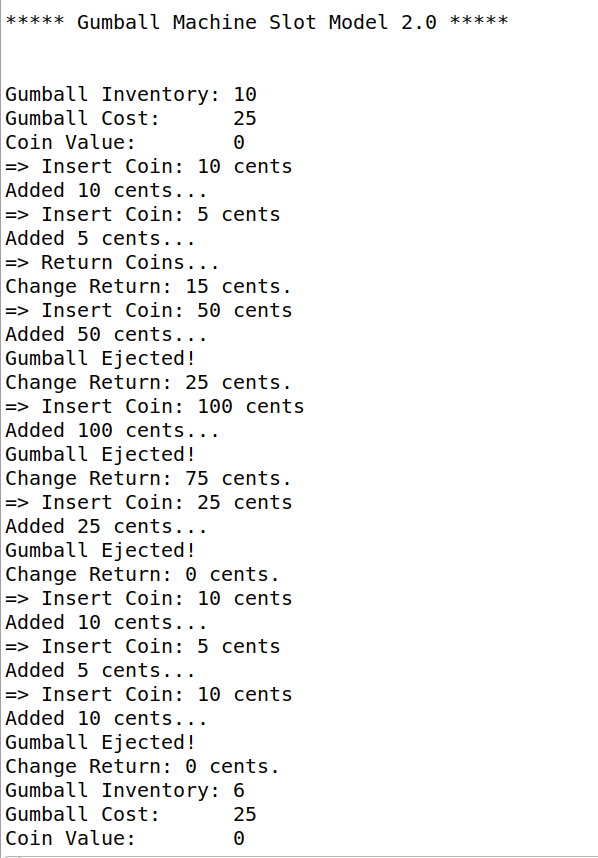 ***** Gumball Machine Slot Model 2.0 *****
Gumball Inventory: 10
Gumball Cost:      25
Coin Value:        0
=> Insert Coin: 10 cents
Added 10 cents...
=> Insert Coin: 5 cents
Added 5 cents...
=> Return Coins...
Change Return: 15 cents.
=> Insert Coin: 50 cents
Added 50 cents...
Gumball Ejected!
Change Return: 25 cents.
=> Insert Coin: 100 cents
Added 100 cents...
Gumball Ejected!
Change Return: 75 cents.
=> Insert Coin: 25 cents
Added 25 cents...
Gumball Ejected!
Change Return: 0 cents.
=> Insert Coin: 10 cents
Added 10 cents...
=> Insert Coin: 5 cents
Added 5 cents...
=> Insert Coin: 10 cents
Added 10 cents...
Gumball Ejected!
Change Return: 0 cents.
Gumball Inventory: 6
Gumball Cost:      25
Coin Value:        0